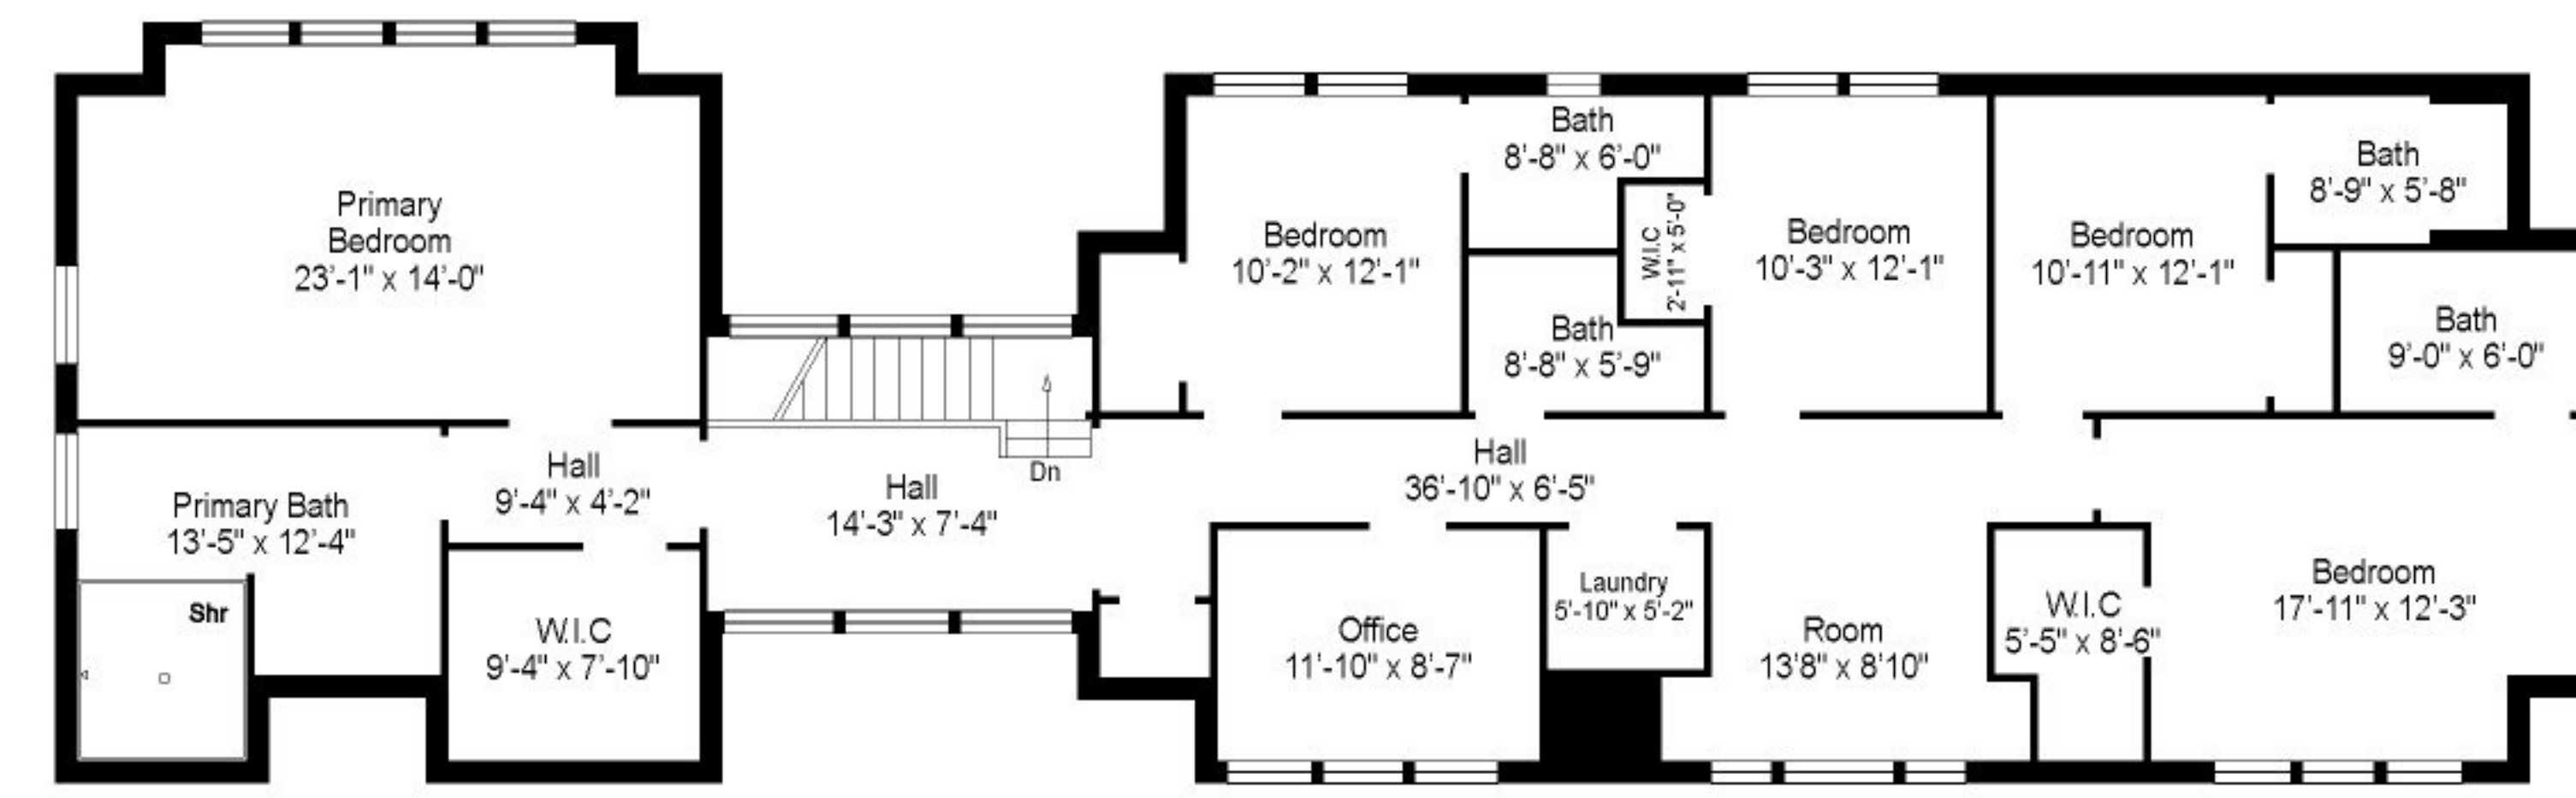 Primary
Bedroom
23'-1" x 14'-0"
Primary Bath
13'-5" x 12'-4"
Shr
Hall
9'-4" x 4'-2"
W.I.C
9'-4" x 7'-10"
Hall
14'-3" x 7'-4"
Dn
Bedroom
10'-2" x 12'-1"
Bath
8'-8" x 6'-0"
W.I.C
2'-11" x 5'-0"
Bath
8'-8" x 5'-9"
Bedroom
10'-3" x 12'-1"
Bedroom
10'-11" x 12'-1"
Bath
8'-9" x 5'-8"
Bath
9'-0" x 6'-0"
Hall
36'-10" x 6'-5"
Office
11'-10" x 8'-7"
Laundry
5'-10" x 5'-2"
Room
13'8" x 8'10"
W.I.C
5'-5" x 8'-6"
Bedroom
17'-11" x 12'-3"